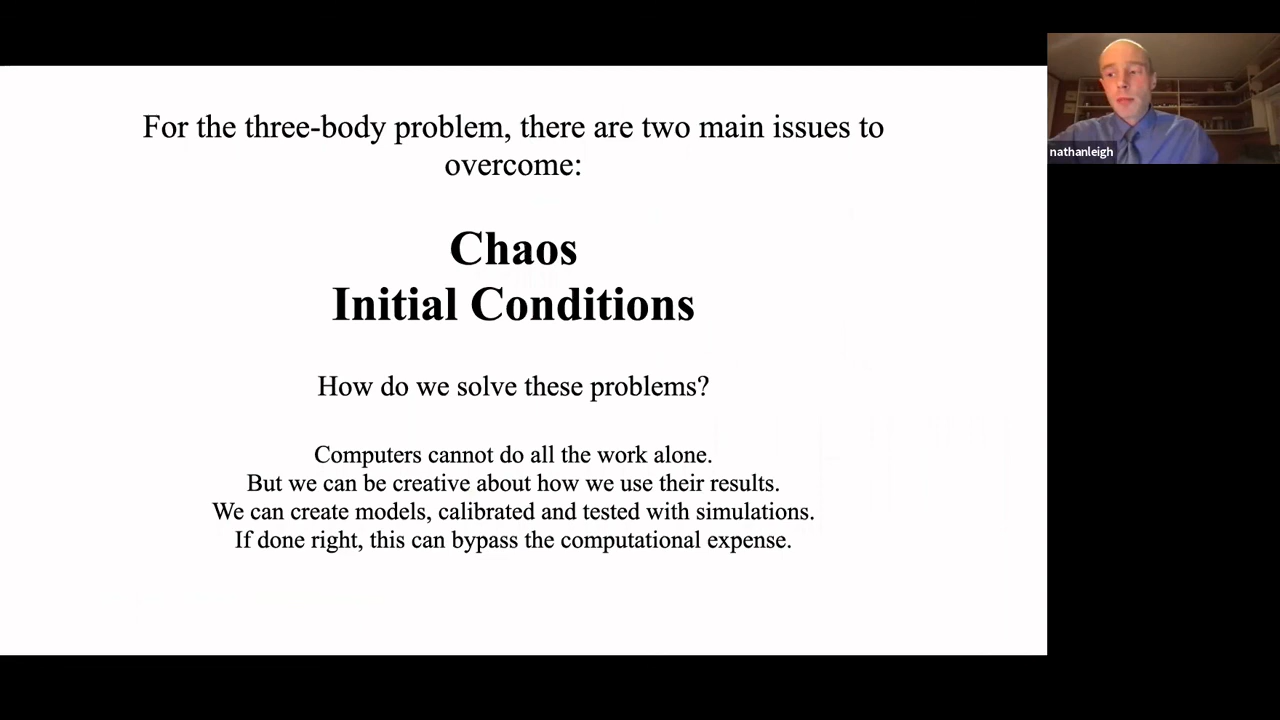 For the three-body problem, there are two main issues to
overcome:
Chaos
Initial Conditions
How do we solve these problems?
Computers cannot do all the work alone.
But we can be creative about how we use their results.
We can create models, calibrated and tested with simulations.
If done right, this can bypass the computational expense.
nathanleigh